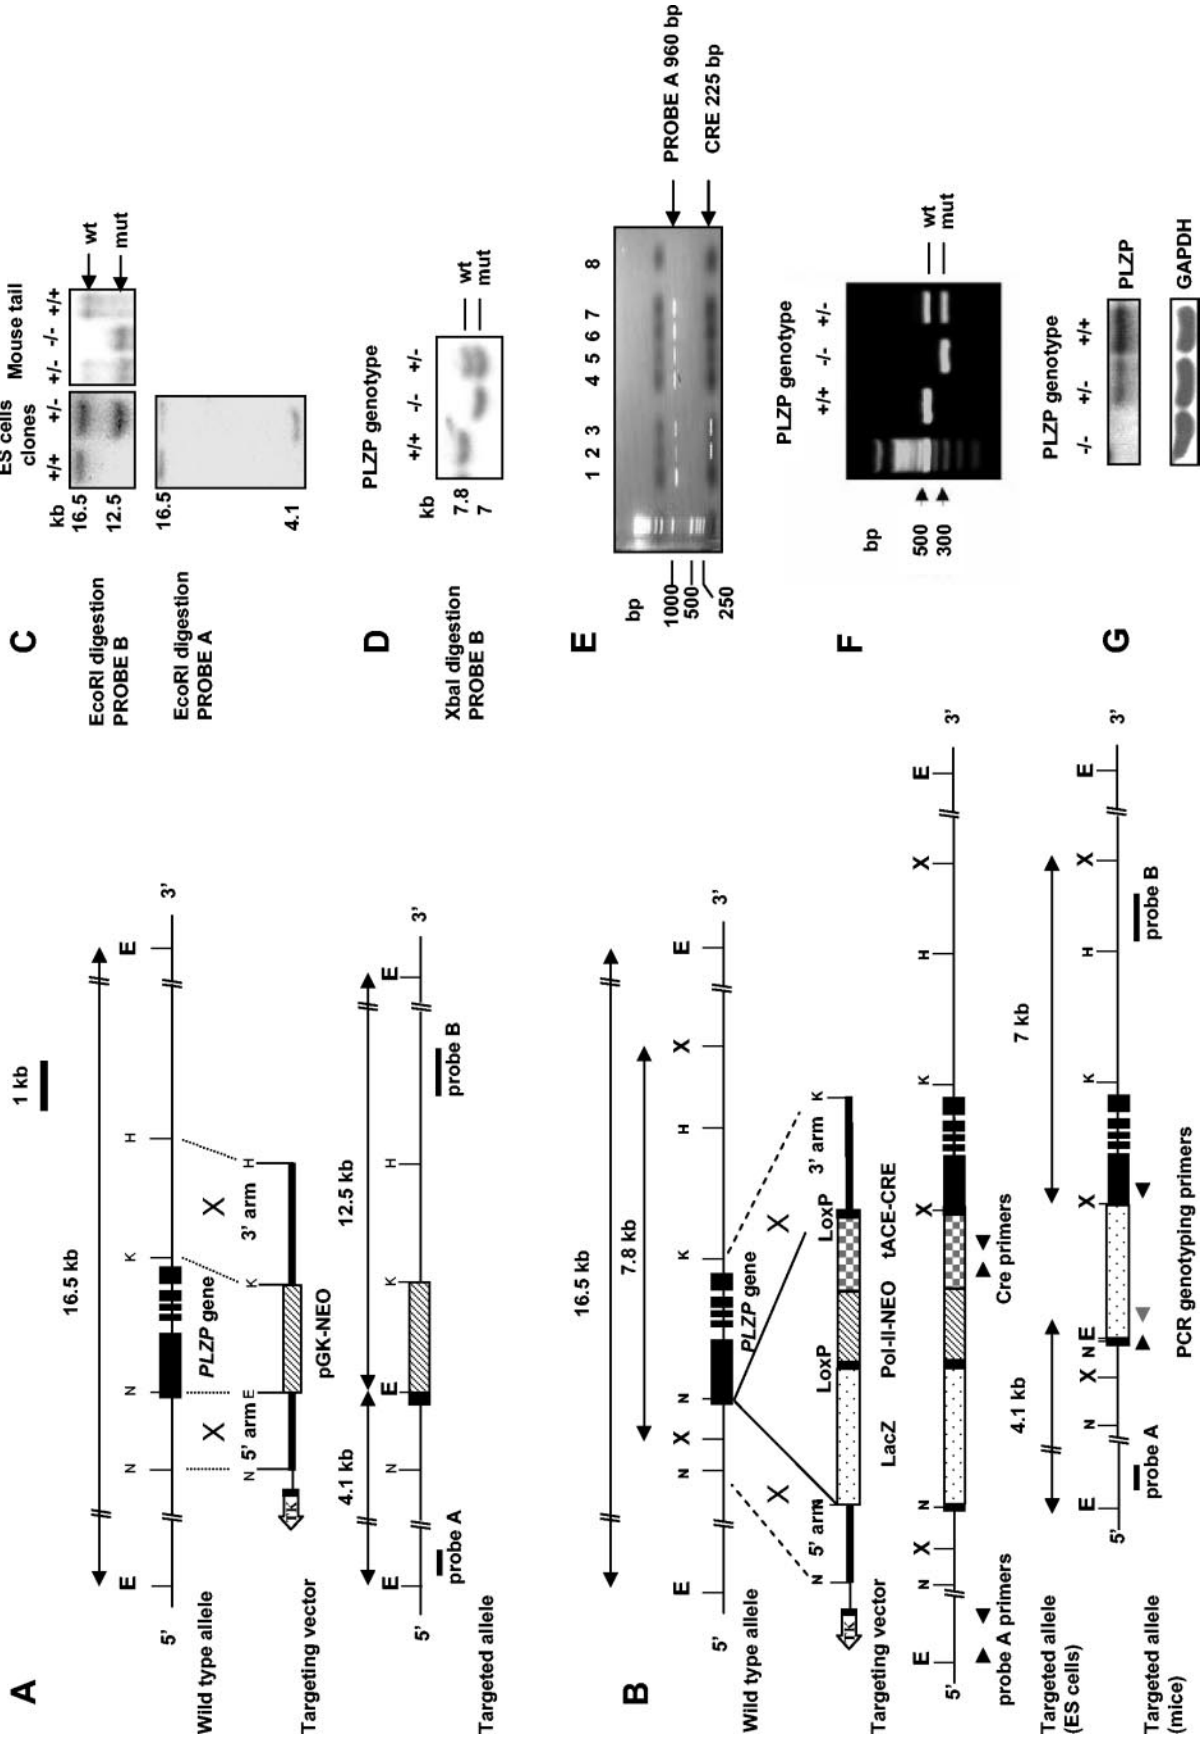 A
1 kb
16.5 kb
E N N K H E
Wild type allele
5' 3'
PLZP gene
X X
N 5' arm E K 3' arm H
TK
Targeting vector
pGK-NEO
4.1 kb 12.5 kb
E N E K H E
Targeted allele
5' 3'
probe A probe B
B
16.5 kb
7.8 kb
E N X N K H X E
Wild type allele
5' 3'
PLZP gene
X X
N 5' arm N LoxP LoxP 3' arm K
TK
Targeting vector
LacZ Pol-II-NEO tACE-CRE
E N X N X K H X E
5' 3'
probe A primers Cre primers
Targeted allele
(ES cells)
4.1 kb 7 kb
E N X N E X K H X E
5' 3'
probe A probe B
Targeted allele
(mice)
PCR genotyping primers
C
ES cells
clones
Mouse tail
kb +/+ +/- +/- -/- +/+
EcoRI digestion
PROBE B
16.5 wt
12.5 mut
EcoRI digestion
PROBE A
16.5
4.1
D
PLZP genotype
kb +/+ -/- +/-
XbaI digestion
PROBE B
7.8 wt
7 mut
E
1 2 3 4 5 6 7 8
bp
1000 PROBE A 960 bp
500
250 CRE 225 bp
F
PLZP genotype
bp +/+ -/- +/-
500 wt
300 mut
G
PLZP genotype
-/- +/- +/+
PLZP
GAPDH